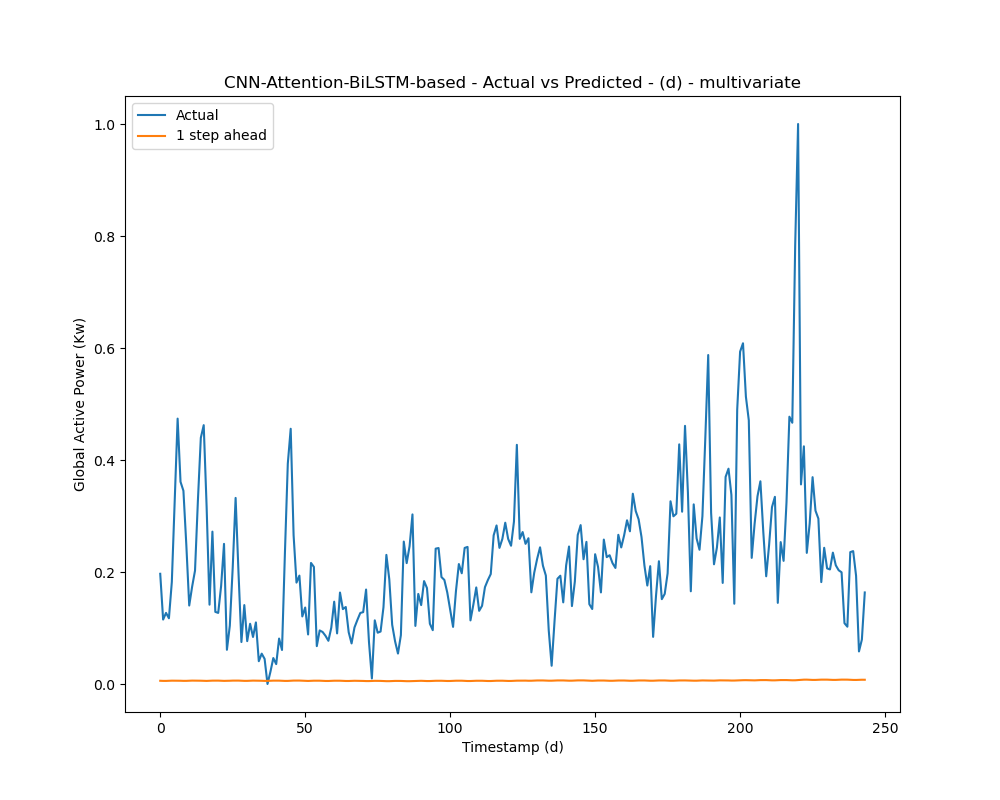 CNN-Attention-BiLSTM-based - Actual vs Predicted - (d) - multivariate
Actual
1 step ahead
1.0
0.8
0.6
0.4
0.2
0.0
Global Active Power (Kw)
0 50 100 150 200 250
Timestamp (d)